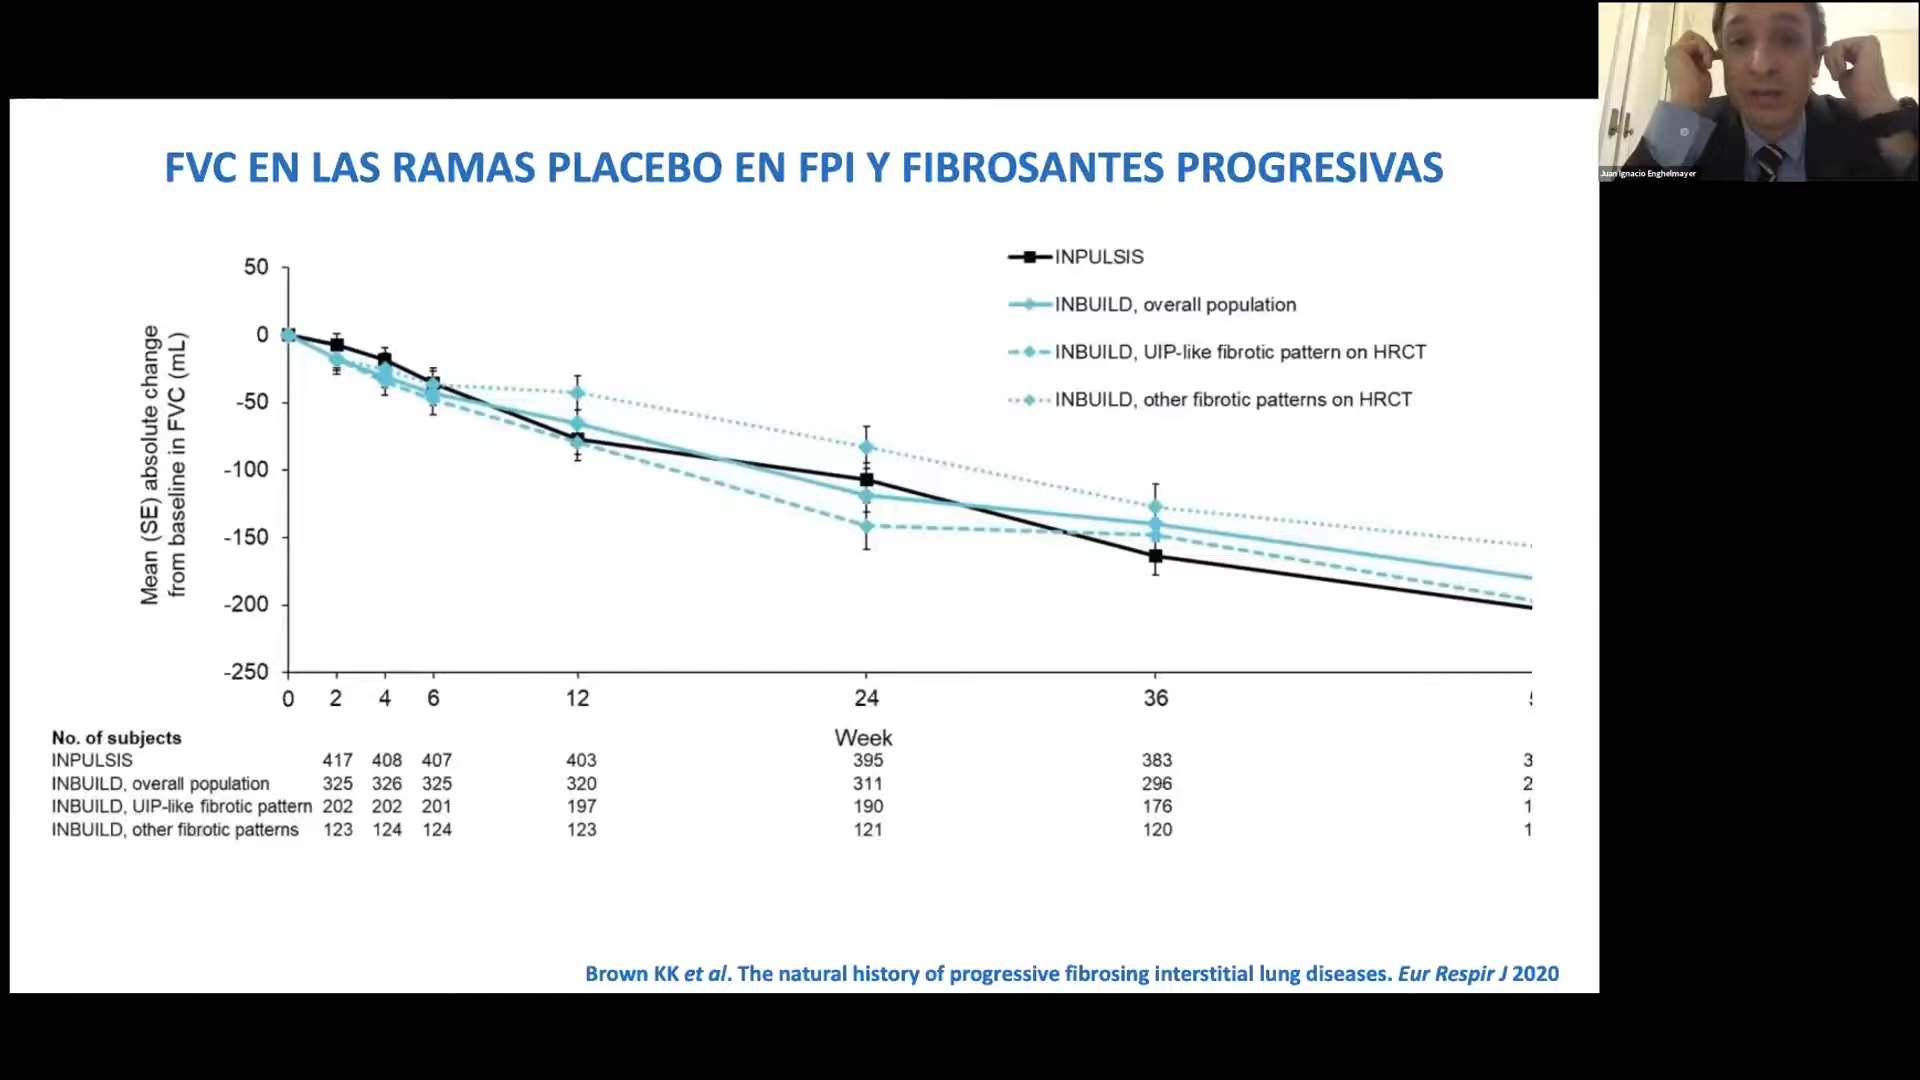 Juan Ignacio Enghelmayer
FVC EN LAS RAMAS PLACEBO EN FPI Y FIBROSANTES PROGRESIVAS
INPULSIS
INBUILD, overall population
INBUILD, UIP-like fibrotic pattern on HRCT
INBUILD, other fibrotic patterns on HRCT
Mean (SE) absolute change
from baseline in FVC (mL)
50
0
-50
-100
-150
-200
-250
0 2 4 6 12 24 36
Week
No. of subjects
INPULSIS 417 408 407 403 395 383 3
INBUILD, overall population 325 326 325 320 311 296 2
INBUILD, UIP-like fibrotic pattern 202 202 201 197 190 176 1
INBUILD, other fibrotic patterns 123 124 124 123 121 120 1
Brown KK et al. The natural history of progressive fibrosing interstitial lung diseases. Eur Respir J 2020